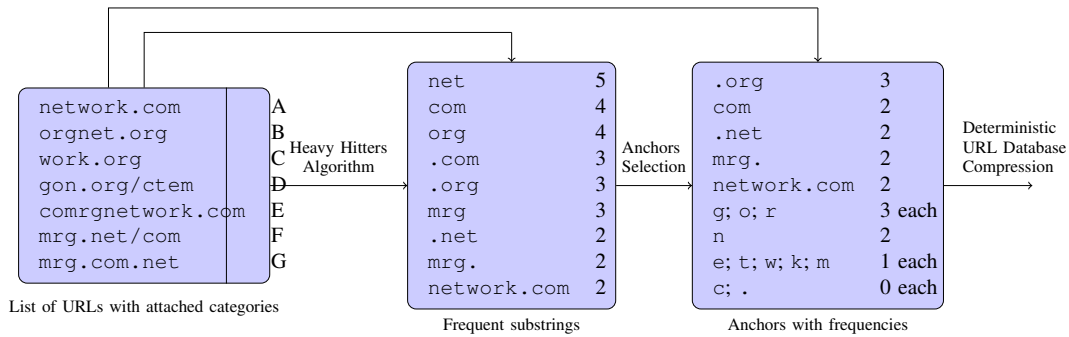 network.com A
orgnet.org B
work.org C
gon.org/ctem D
comrgnetwork.com E
mrg.net/com F
mrg.com.net G
List of URLs with attached categories
Heavy Hitters
Algorithm
net 5
com 4
org 4
.com 3
.org 3
mrg 3
.net 2
mrg. 2
network.com 2
Frequent substrings
Anchors
Selection
.org 3
com 2
.net 2
mrg. 2
network.com 2
g; o; r 3 each
n 2
e; t; w; k; m 1 each
c; . 0 each
Anchors with frequencies
Deterministic
URL Database
Compression